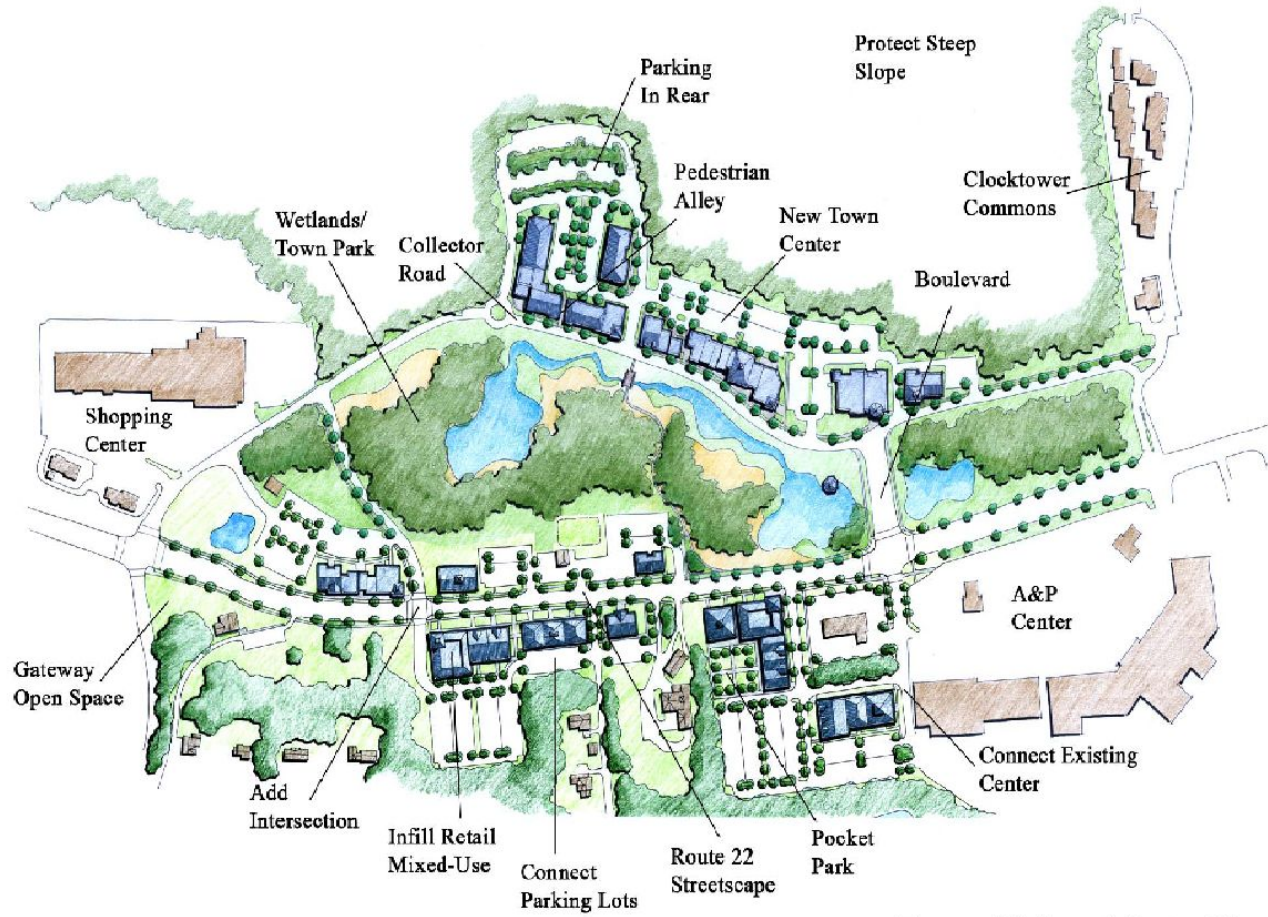 Protect Steep
Slope
Parking
In Rear
Pedestrian
Alley
Clocktower
Commons
Wetlands/
Town Park
New Town
Center
Collector
Road
Boulevard
Shopping
Center
A&P
Center
Gateway
Open Space
Connect Existing
Center
Add
Intersection
Infill Retail
Mixed-Use
Pocket
Park
Route 22
Streetscape
Connect
Parking Lots